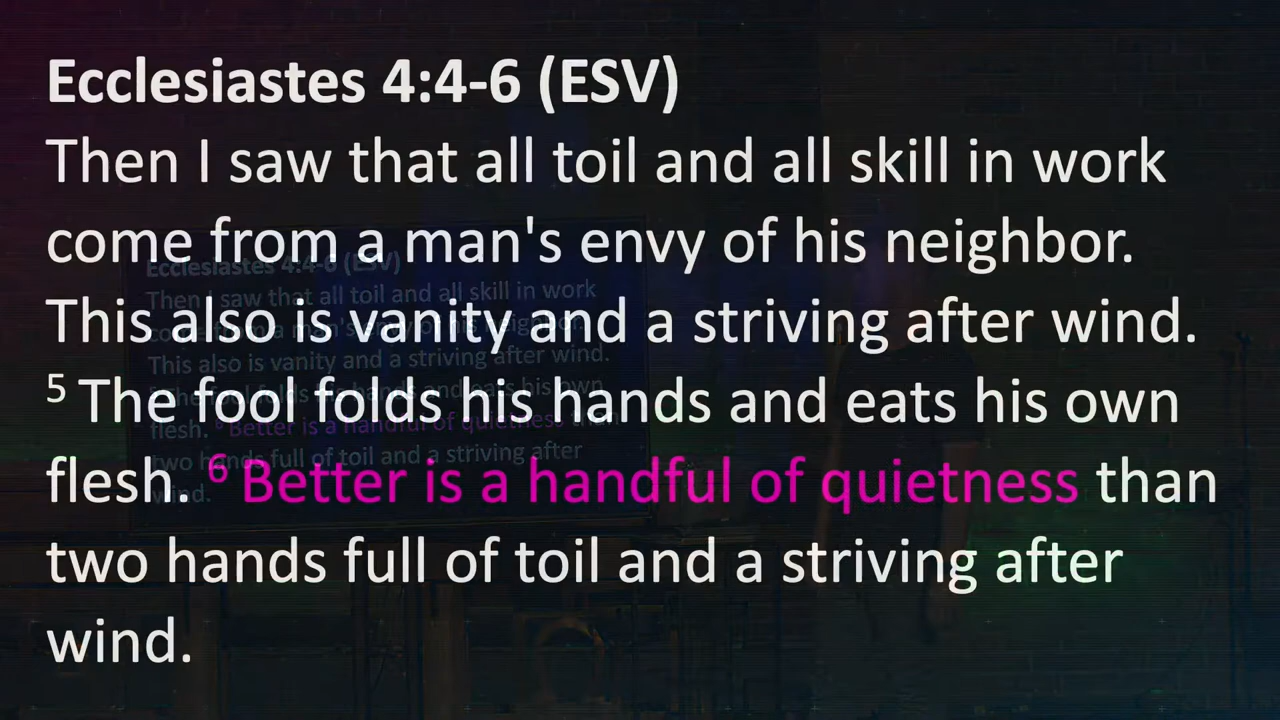 Ecclesiastes 4:4-6 (ESV)
Then I saw that all toil and all skill in work
come from a man's envy of his neighbor.
This also is vanity and a striving after wind.
5 The fool folds his hands and eats his own
flesh. 6 Better is a handful of quietness than
two hands full of toil and a striving after
wind.